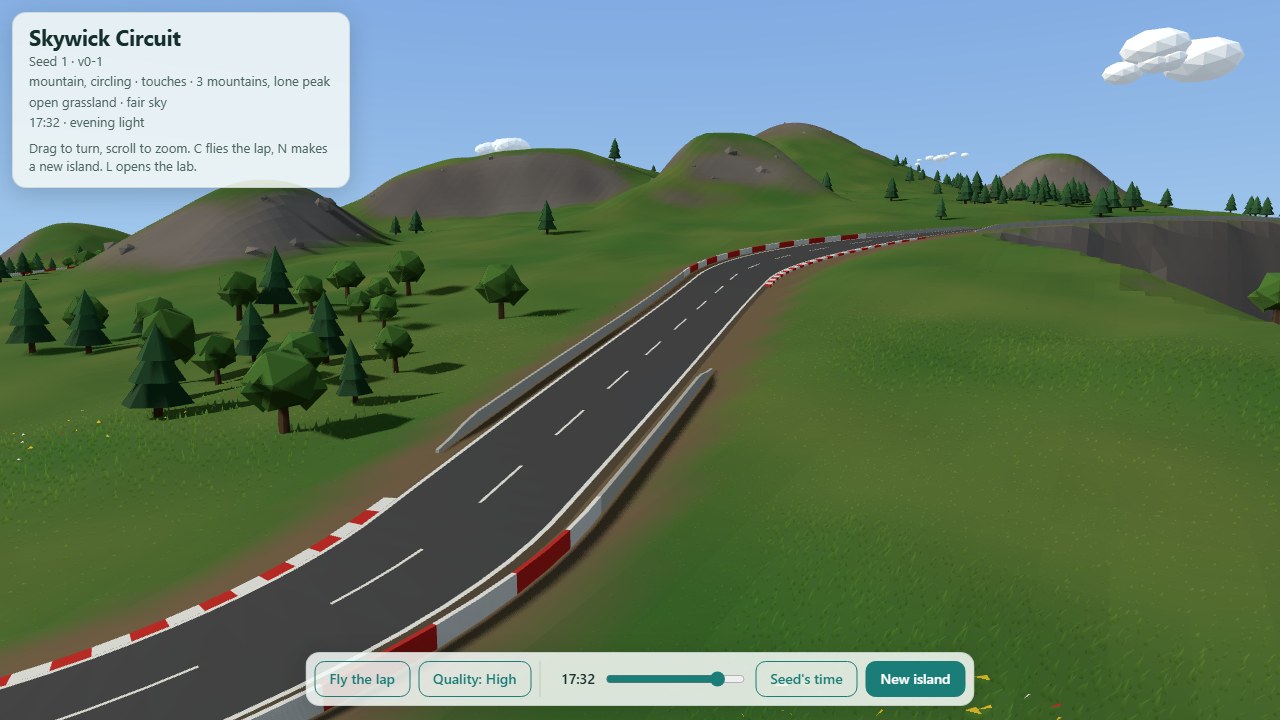 Skywick Circuit
Seed 1 · v0-1
mountain, circling · touches · 3 mountains, lone peak
open grassland · fair sky
17:32 · evening light
Drag to turn, scroll to zoom. C flies the lap, N makes
a new island. L opens the lab.
Fly the lap
Quality: High
17:32
Seed's time
New island